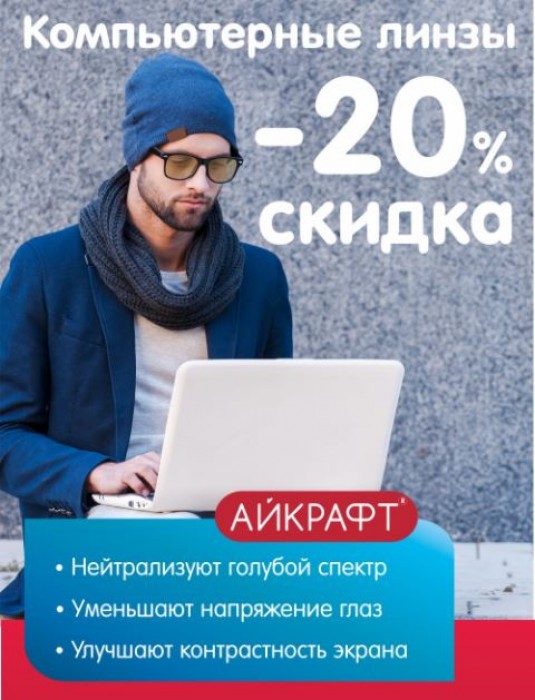 Компьютерные линзы
-20%
скидка
АЙКРАФТ
• Нейтрализуют голубой спектр
• Уменьшают напряжение глаз
• Улучшают контрастность экрана